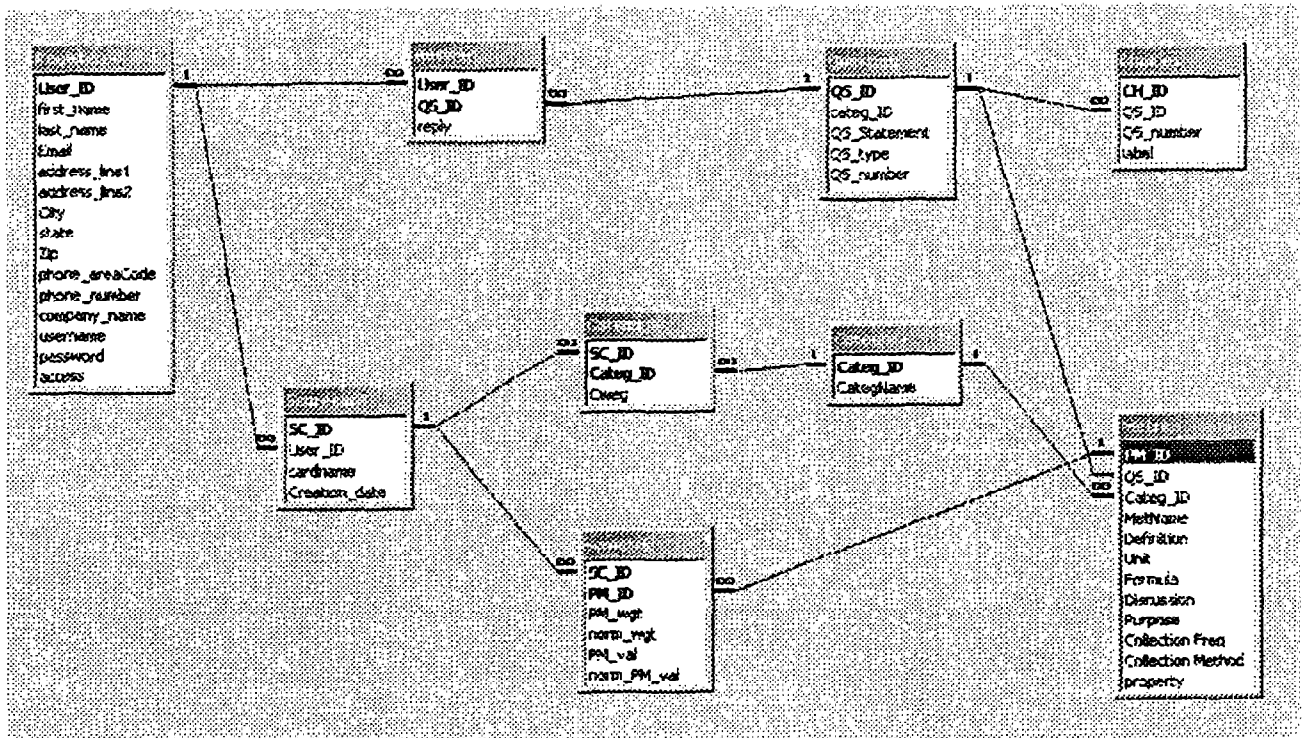 User_ID
first_name
last_name
Email
address_line1
address_line2
City
state
Zip
phone_areaCode
phone_number
company_name
username
password
access
1
∞
User_ID
QS_ID
reply
∞
1
QS_ID
categ_ID
QS_Statement
QS_type
QS_number
1
∞
CH_ID
QS_ID
QS_number
label
∞
SC_ID
User_ID
cardname
Creation_date
1
∞
SC_ID
Categ_ID
Cweg
∞
1
Categ_ID
CategName
1
∞
SC_ID
PM_ID
PM_wgt
norm_wgt
PM_val
norm_PM_val
∞
1
PM_ID
QS_ID
∞
Categ_ID
MetName
Definition
Unit
Formula
Discussion
Purpose
Collection Freq
Collection Method
property